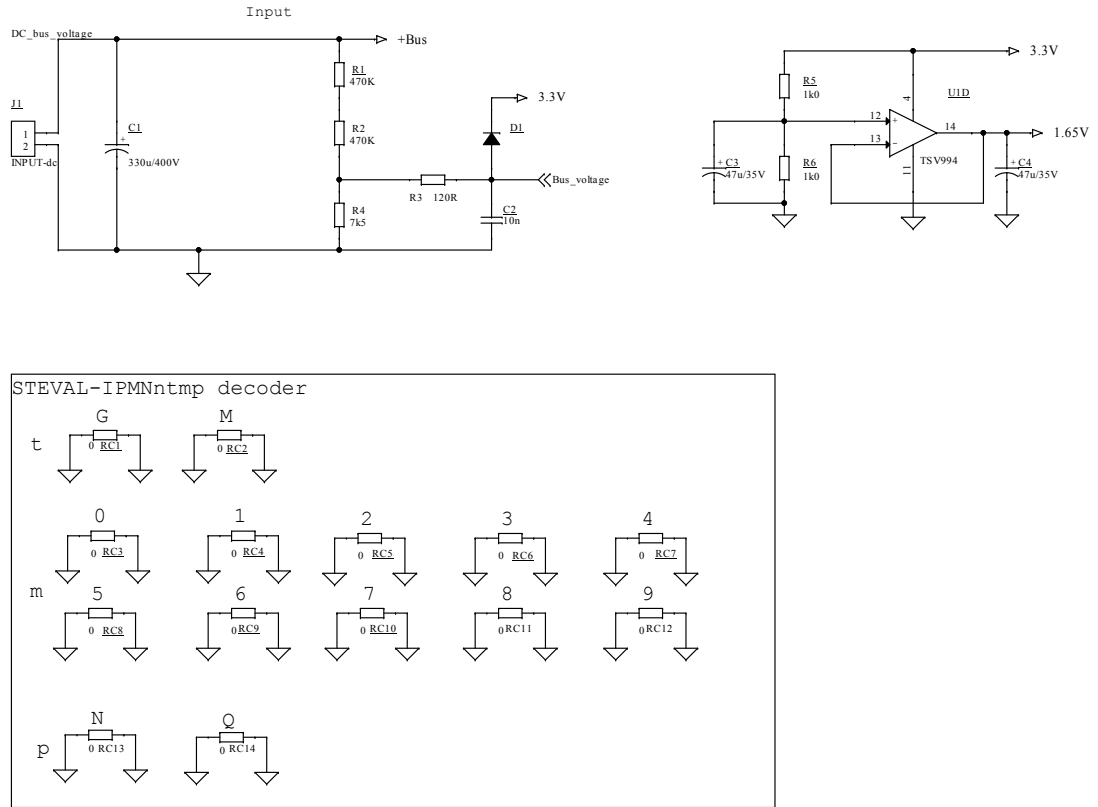 Input
DC_bus_voltage
+Bus
R1
470K
3.3V
J1
1
2
INPUT-dc
C1
+
330u/400V
R2
470K
D1
R3 120R
Bus_voltage
R4
7k5
C2
10n
3.3V
R5
1k0
U1D
4
12
+
13
-
14
1.65V
TSV994
11
C3
+
47u/35V
R6
1k0
C4
+
47u/35V
STEVAL-IPMNntmp decoder
G M
t
0 RC1 0 RC2
0 1 2 3 4
0 RC3 0 RC4 0 RC5 0 RC6 0 RC7
m
5 6 7 8 9
0 RC8 0 RC9 0 RC10 0 RC11 0 RC12
N Q
p
0 RC13 0 RC14